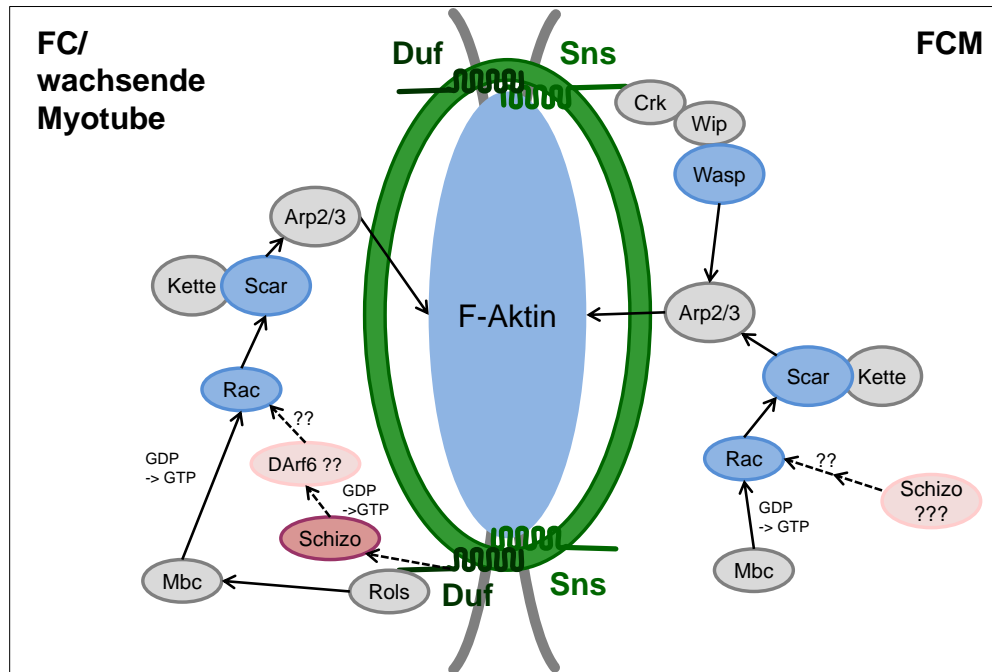 FC/
wachsende
Myotube
Duf
Sns
FCM
Crk
Wip
Wasp
Arp2/3
Kette
Scar
F-Aktin
Arp2/3
Scar
Kette
Rac
??
DArf6 ??
GDP
-> GTP
GDP
->GTP
Schizo
Rac
??
Schizo
???
GDP
-> GTP
Mbc
Rols
Duf
Sns
Mbc